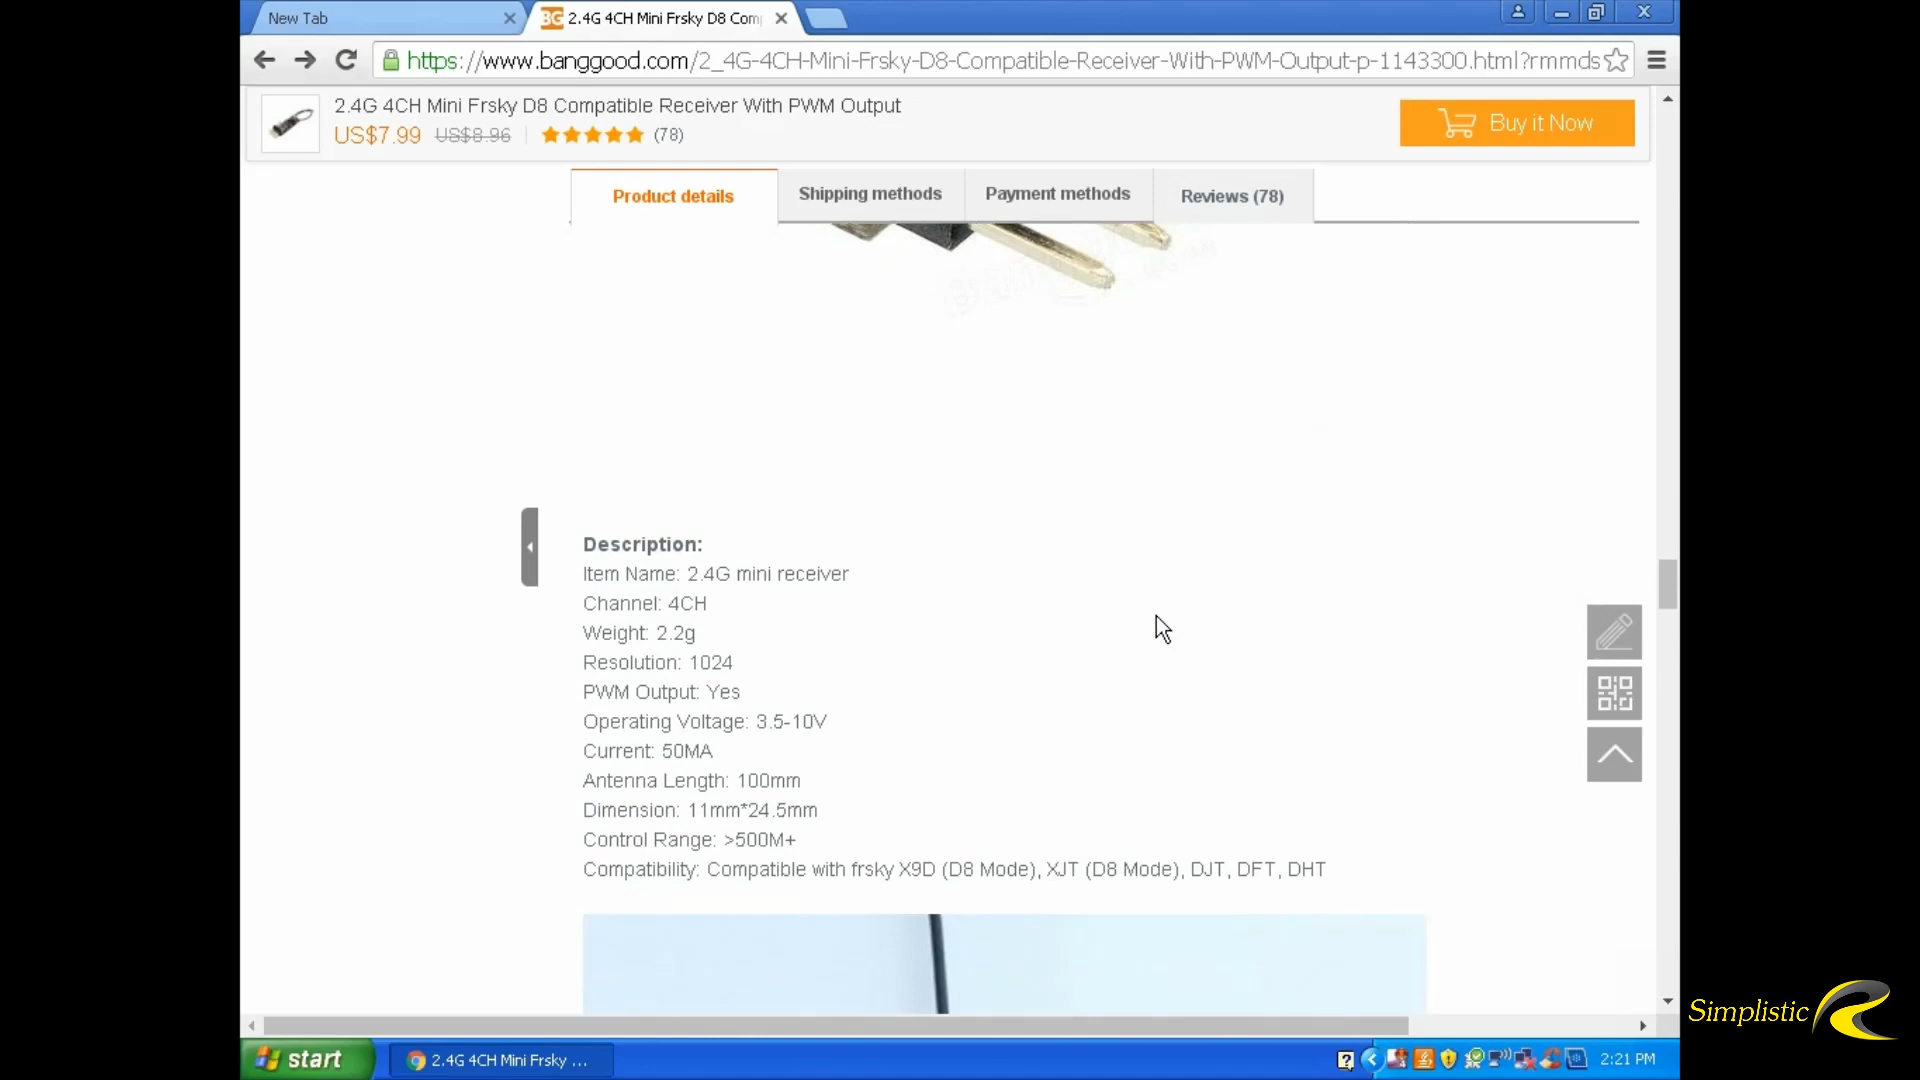 New Tab
BG 2.4G 4CH Mini Frsky D8 Com
https://www.banggood.com/2_4G-4CH-Mini-Frsky-D8-Compatible-Receiver-With-PWM-Output-p-1143300.html?rmmds
2.4G 4CH Mini Frsky D8 Compatible Receiver With PWM Output
US$7.99 US$8.96 (78)
Buy it Now
Product details
Shipping methods
Payment methods
Reviews (78)
Description:
Item Name: 2.4G mini receiver
Channel: 4CH
Weight: 2.2g
Resolution: 1024
PWM Output: Yes
Operating Voltage: 3.5-10V
Current: 50MA
Antenna Length: 100mm
Dimension: 11mm*24.5mm
Control Range: >500M+
Compatibility: Compatible with frsky X9D (D8 Mode), XJT (D8 Mode), DJT, DFT, DHT
Simplistic
start
2.4G 4CH Mini Frsky ...
2:21 PM